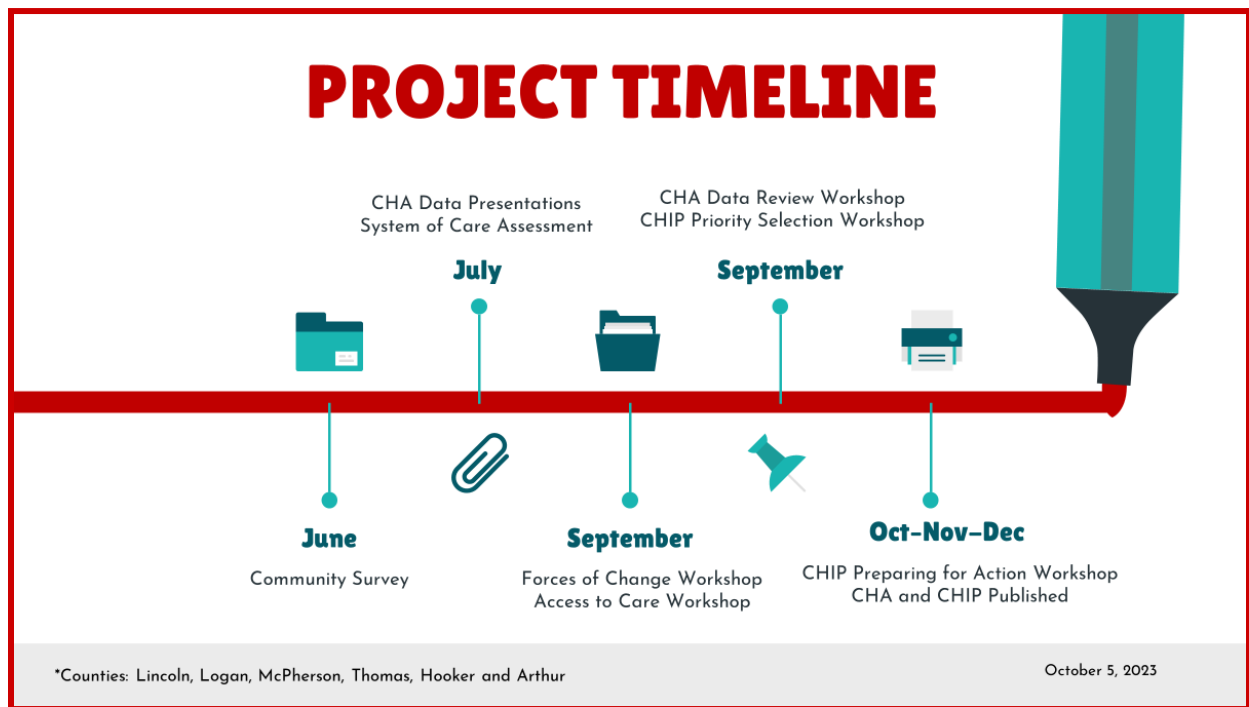 PROJECT TIMELINE
CHA Data Presentations
System of Care Assessment
July
CHA Data Review Workshop
CHIP Priority Selection Workshop
September
June
Community Survey
September
Forces of Change Workshop
Access to Care Workshop
Oct-Nov-Dec
CHIP Preparing for Action Workshop
CHA and CHIP Published
*Counties: Lincoln, Logan, McPherson, Thomas, Hooker and Arthur
October 5, 2023